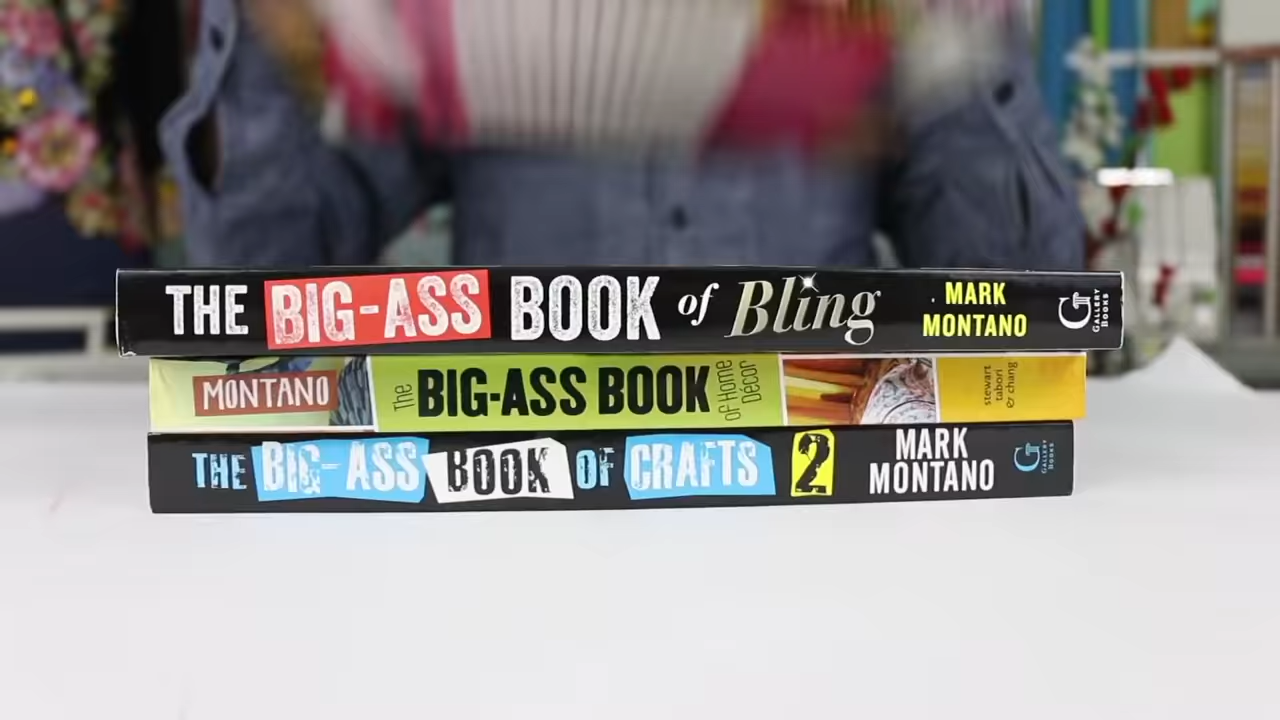 THE BIG-ASS BOOK of Bling MARK MONTANO G GALLERY BOOKS
MONTANO The BIG-ASS BOOK of Home Décor stewart tabori & chang
THE BIG-ASS BOOK OF CRAFTS 2 MARK MONTANO G GALLERY BOOKS